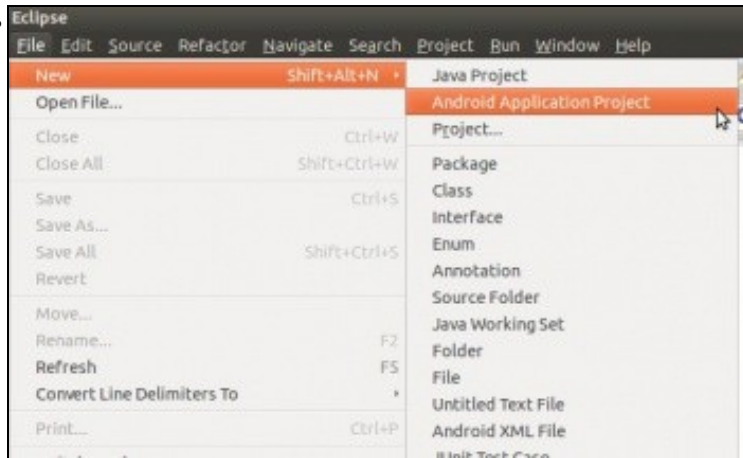 Eclipse
File Edit Source Refactor Navigate Search Project Run Window Help
New Shift+Alt+N
Open File...
Close Ctrl+W
Close All Shift+Ctrl+W
Save Ctrl+S
Save As...
Save All Shift+Ctrl+S
Revert
Move...
Rename... F2
Refresh F5
Convert Line Delimiters To
Print... Ctrl+P
Java Project
Android Application Project
Project...
Package
Class
Interface
Enum
Annotation
Source Folder
Java Working Set
Folder
File
Untitled Text File
Android XML File
JUnit Test Case